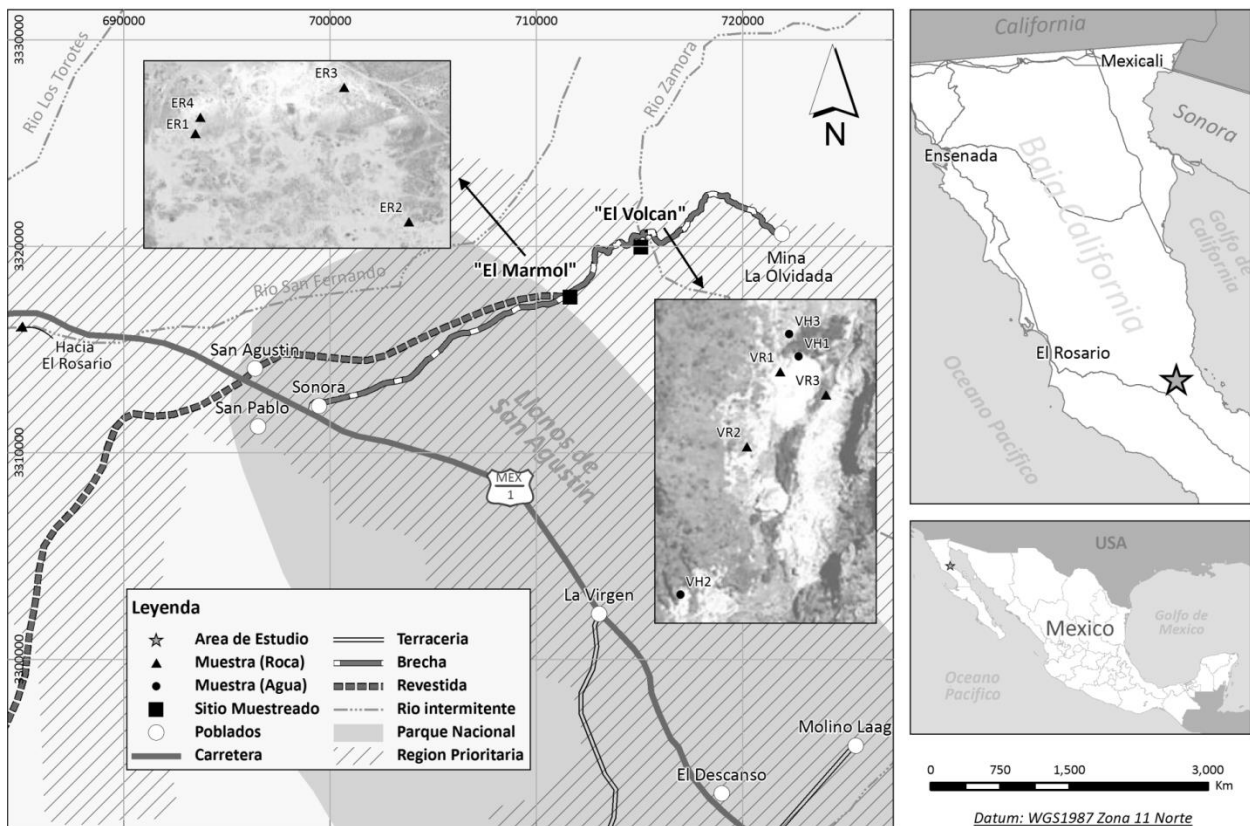 690000
700000
710000
720000
3330000
3320000
3310000
3300000
Rio Los Torotes
Rio Zamora
Rio San Fernando
ER3
ER4
ER1
ER2
N
"El Volcan"
"El Marmol"
Mina
La Olvidada
Hacia
El Rosario
San Agustin
Sonora
San Pablo
Llanos de
San Agustin
MEX
1
VH3
VH1
VR1
VR3
VR2
VH2
La Virgen
Molino Laag
El Descanso
Leyenda
Area de Estudio
Muestra (Roca)
Muestra (Agua)
Sitio Muestreado
Poblados
Carretera
Terraceria
Brecha
Revestida
Rio intermitente
Parque Nacional
Region Prioritaria
California
Mexicali
Sonora
Ensenada
Baja California
Golfo de
California
El Rosario
Oceano
Pacifico
USA
Golfo de
Mexico
Mexico
Oceano
Pacifico
0 750 1,500 3,000
Km
Datum: WGS1987 Zona 11 Norte